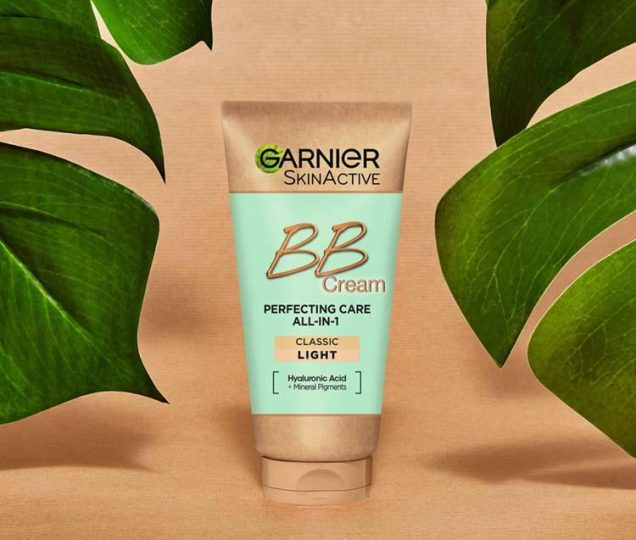 GARNIER
SKINACTIVE
BB
Cream
PERFECTING CARE
ALL-IN-1
CLASSIC
LIGHT
Hyaluronic Acid
+ Mineral Pigments